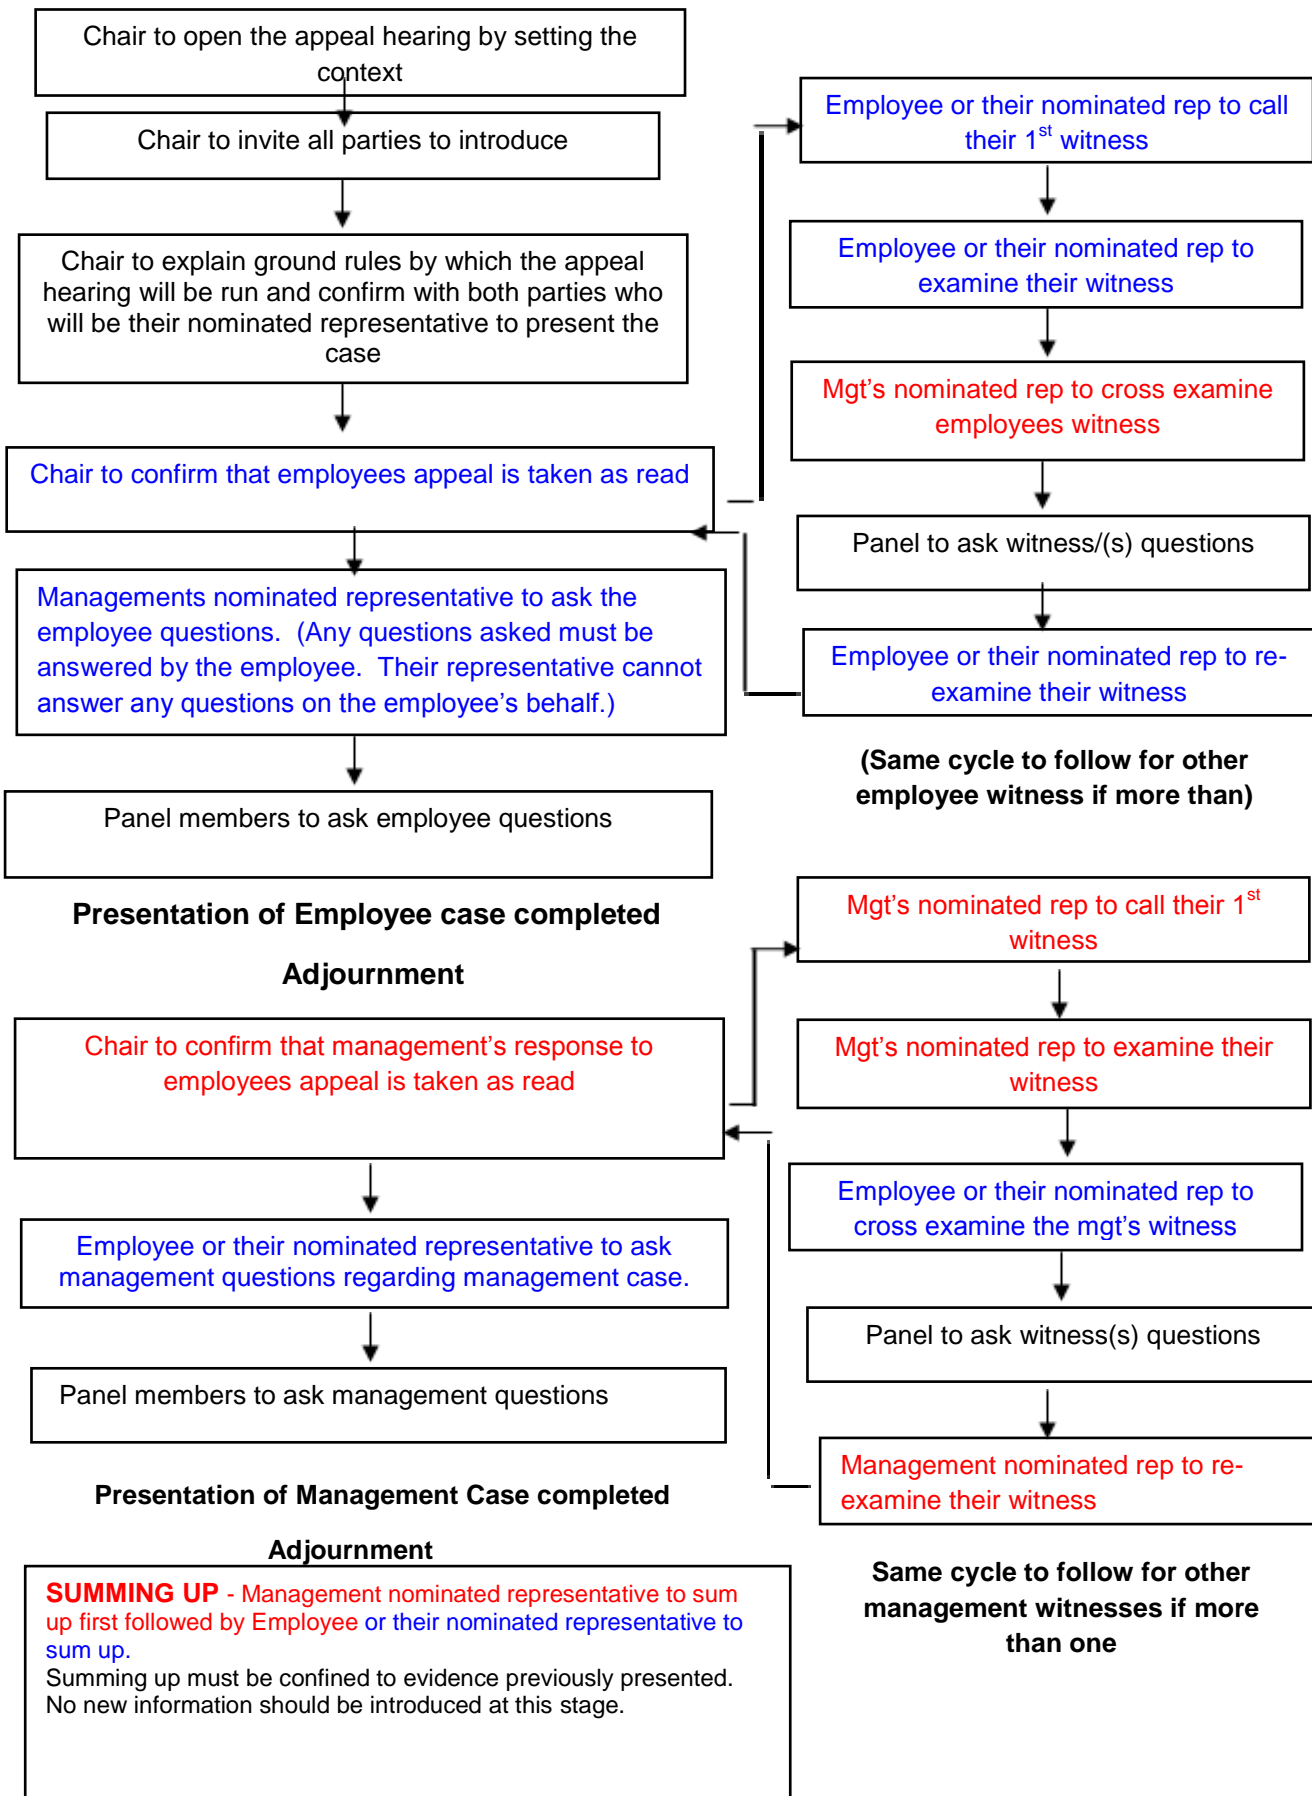 Chair to open the appeal hearing by setting the
context
Chair to invite all parties to introduce
Chair to explain ground rules by which the appeal
hearing will be run and confirm with both parties who
will be their nominated representative to present the
case
Chair to confirm that employees appeal is taken as read
Managements nominated representative to ask the
employee questions.  (Any questions asked must be
answered by the employee.  Their representative cannot
answer any questions on the employee’s behalf.)
Panel members to ask employee questions
Presentation of Employee case completed
Adjournment
Employee or their nominated rep to call
their 1st witness
Employee or their nominated rep to
examine their witness
Mgt’s nominated rep to cross examine
employees witness
Panel to ask witness/(s) questions
Employee or their nominated rep to re-
examine their witness
(Same cycle to follow for other
employee witness if more than)
Chair to confirm that management’s response to
employees appeal is taken as read
Employee or their nominated representative to ask
management questions regarding management case.
Panel members to ask management questions
Presentation of Management Case completed
Adjournment
Mgt’s nominated rep to call their 1st
witness
Mgt’s nominated rep to examine their
witness
Employee or their nominated rep to
cross examine the mgt’s witness
Panel to ask witness(s) questions
Management nominated rep to re-
examine their witness
Same cycle to follow for other
management witnesses if more
than one
SUMMING UP - Management nominated representative to sum
up first followed by Employee or their nominated representative to
sum up.
Summing up must be confined to evidence previously presented.
No new information should be introduced at this stage.